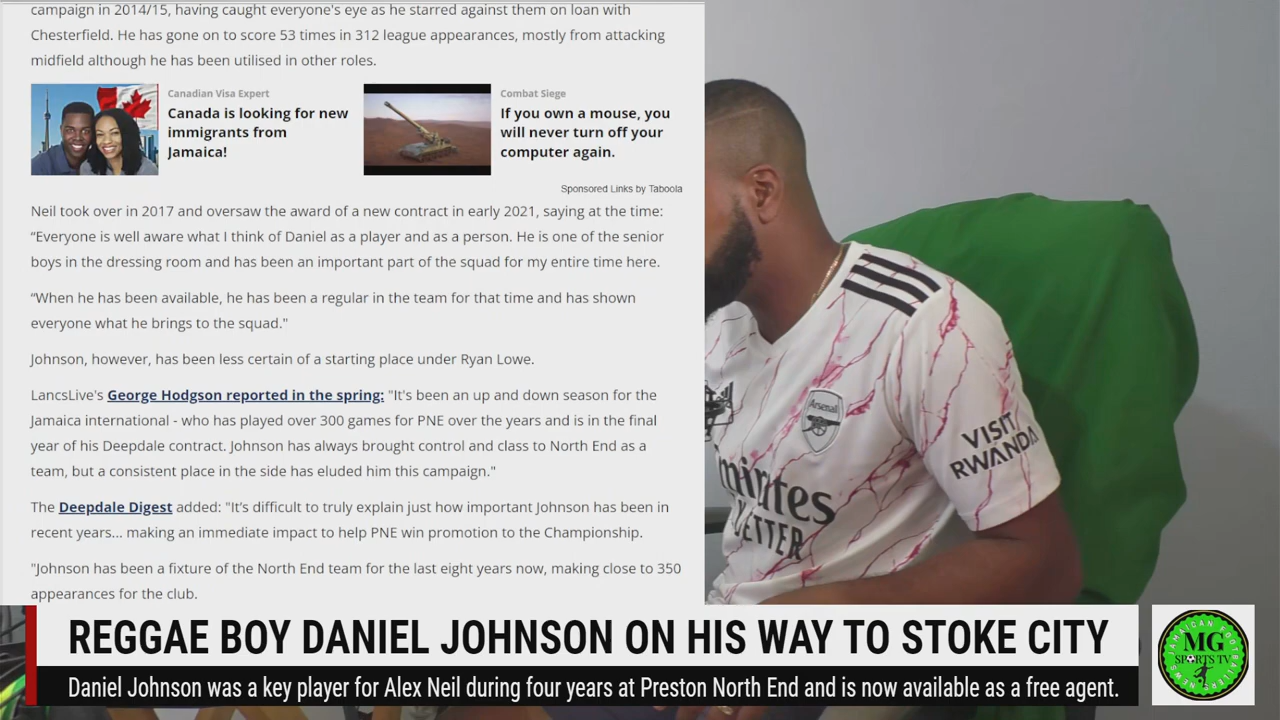 campaign in 2014/15, having caught everyone's eye as he starred against them on loan with
Chesterfield. He has gone on to score 53 times in 312 league appearances, mostly from attacking
midfield although he has been utilised in other roles.
Canadian Visa Expert
Canada is looking for new
immigrants from
Jamaica!
Combat Siege
If you own a mouse, you
will never turn off your
computer again.
Sponsored Links by Taboola
Neil took over in 2017 and oversaw the award of a new contract in early 2021, saying at the time:
“Everyone is well aware what I think of Daniel as a player and as a person. He is one of the senior
boys in the dressing room and has been an important part of the squad for my entire time here.
“When he has been available, he has been a regular in the team for that time and has shown
everyone what he brings to the squad."
Johnson, however, has been less certain of a starting place under Ryan Lowe.
LancsLive's George Hodgson reported in the spring: "It's been an up and down season for the
Jamaica international - who has played over 300 games for PNE over the years and is in the final
year of his Deepdale contract. Johnson has always brought control and class to North End as a
team, but a consistent place in the side has eluded him this campaign."
The Deepdale Digest added: "It’s difficult to truly explain just how important Johnson has been in
recent years... making an immediate impact to help PNE win promotion to the Championship.
"Johnson has been a fixture of the North End team for the last eight years now, making close to 350
appearances for the club.
Arsenal
VISIT
RWANDA
Emirates
BETTER
REGGAE BOY DANIEL JOHNSON ON HIS WAY TO STOKE CITY
Daniel Johnson was a key player for Alex Neil during four years at Preston North End and is now available as a free agent.
JAMAICAN FOOTBALLERS NEWS
MG
SPORTS TV